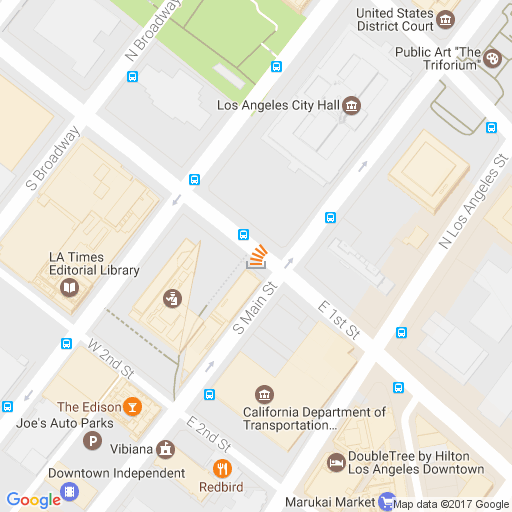 United States
District Court
N Broadway
Public Art "The
Triforium"
Los Angeles City Hall
S Broadway
N Los Angeles St
LA Times
Editorial Library
S Main St
E 1st St
W 2nd St
The Edison
Joe's Auto Parks
California Department of
Transportation...
E 2nd St
Vibiana
DoubleTree by Hilton
Los Angeles Downtown
Downtown Independent
Redbird
Marukai Market
Google
Map data ©2017 Google